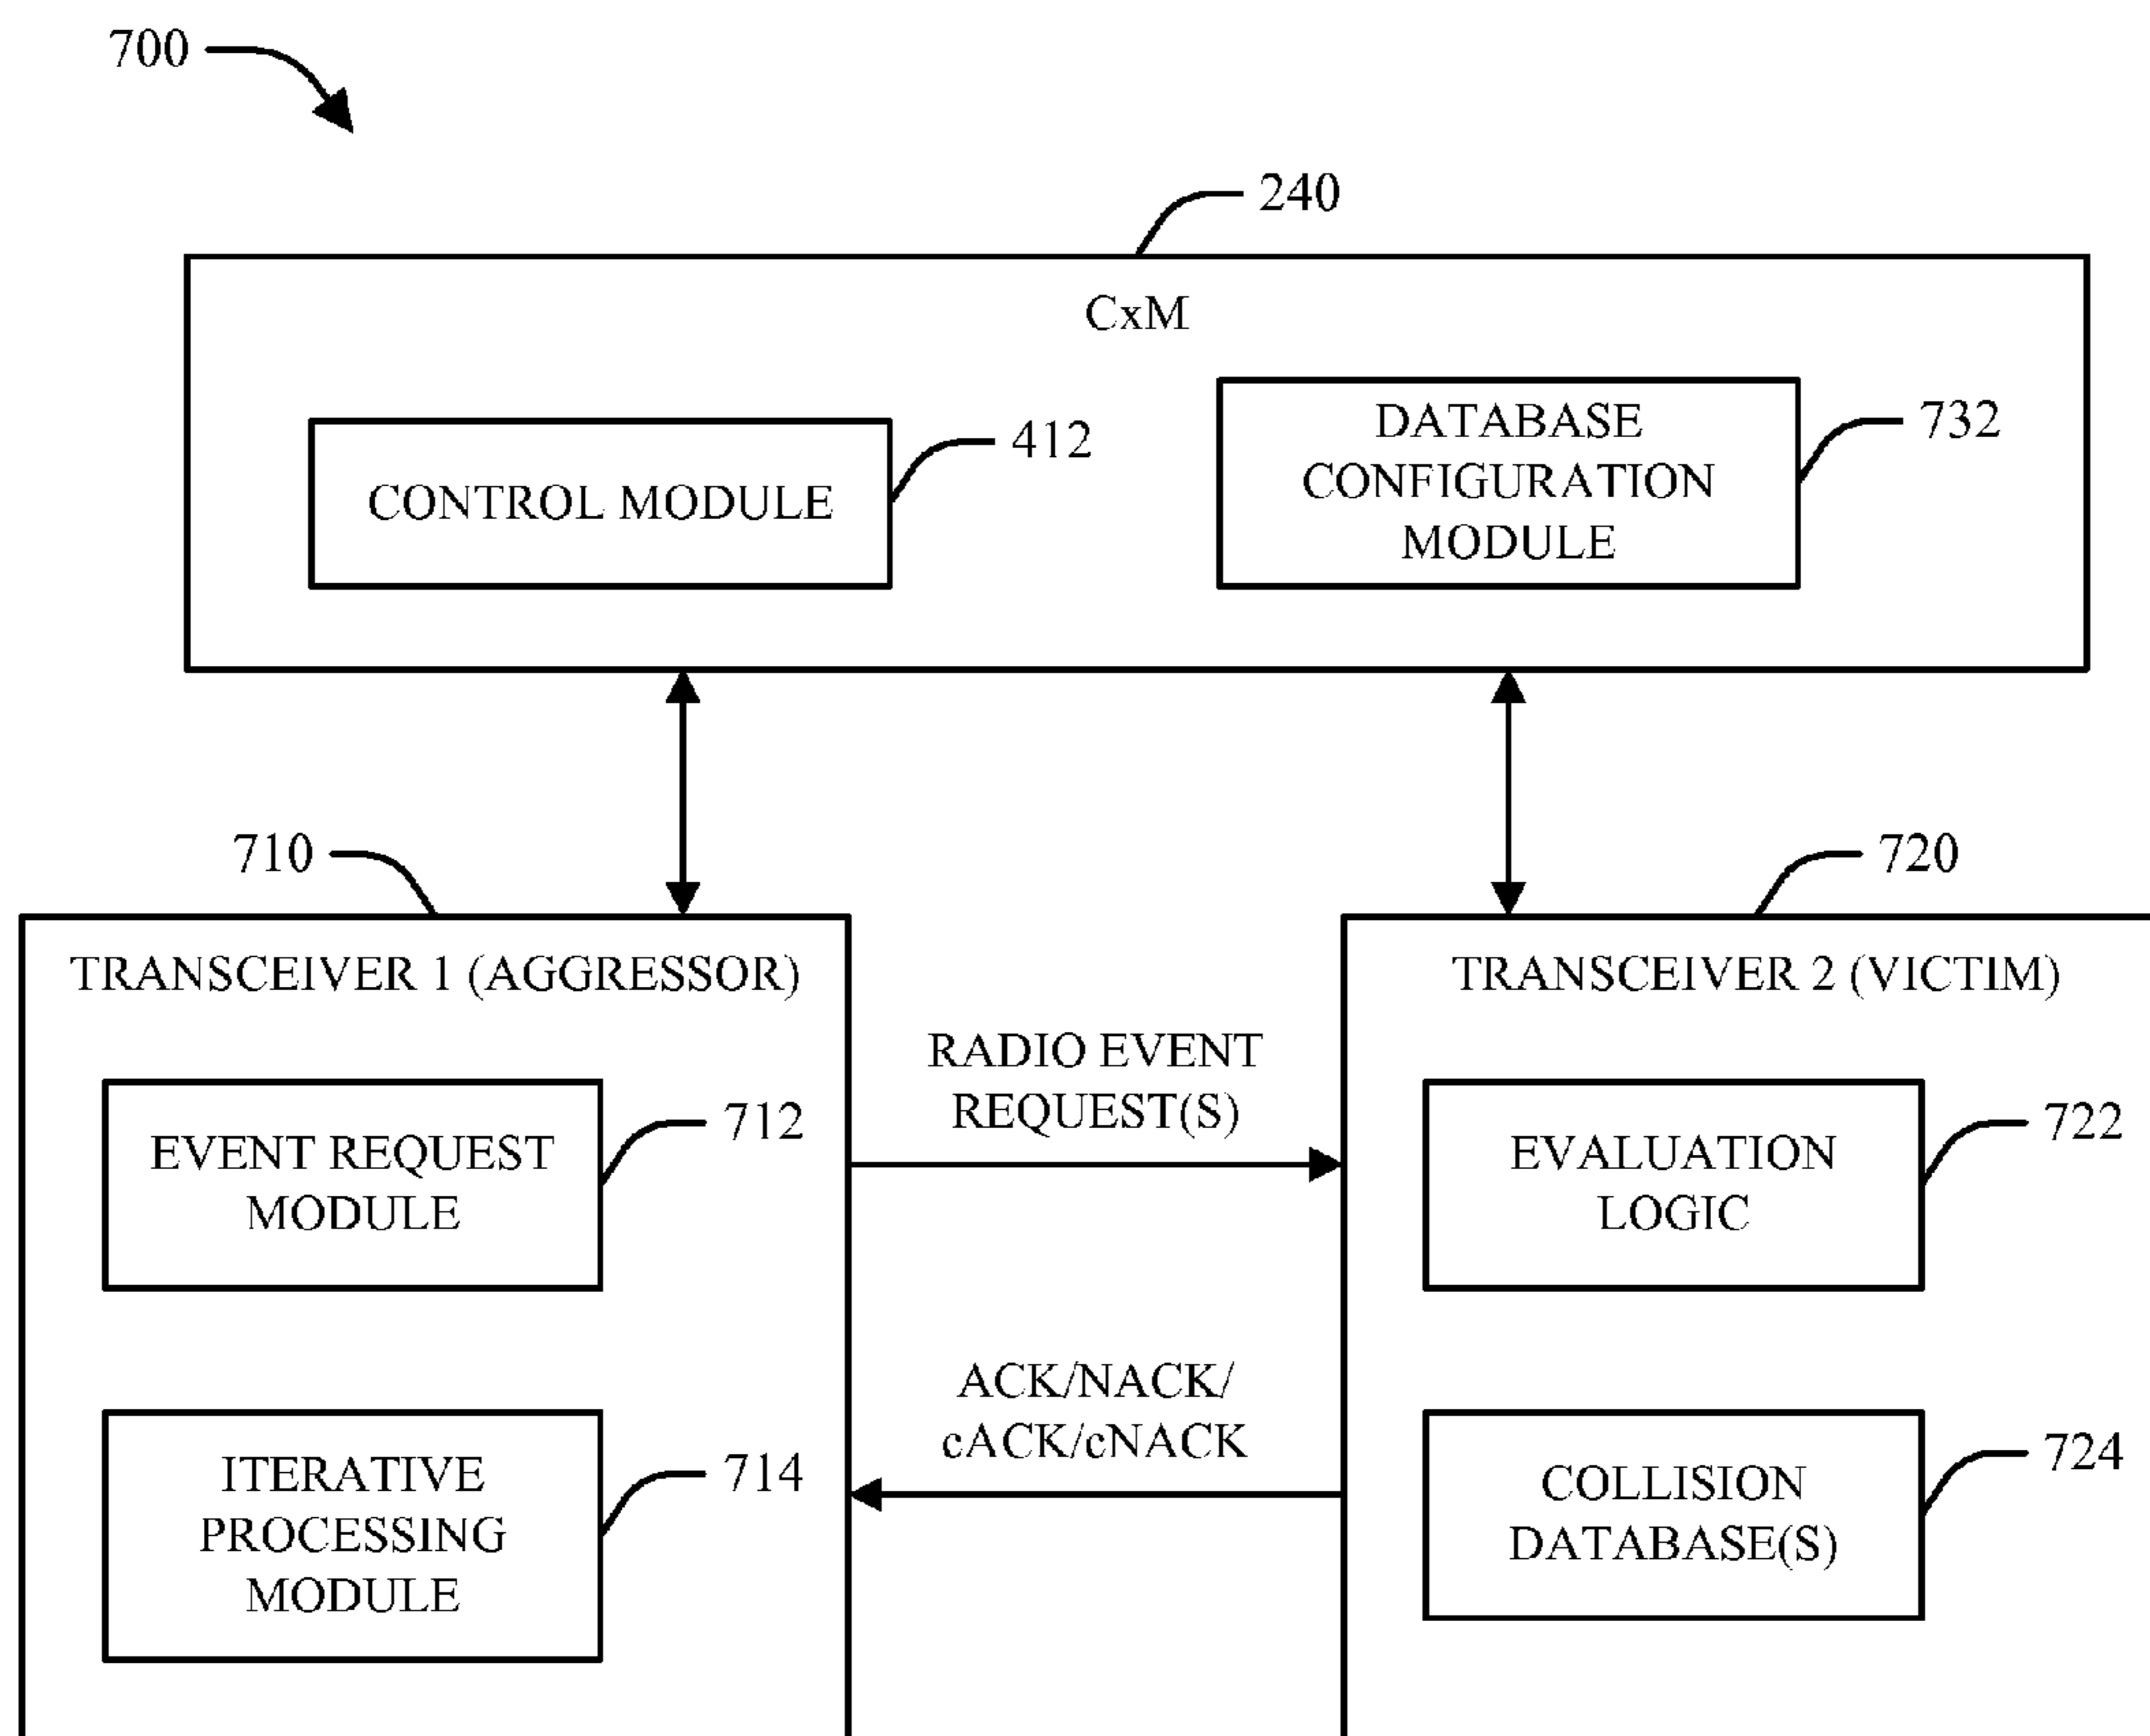 700
240
CxM
CONTROL MODULE
412
DATABASE
CONFIGURATION
MODULE
732
710
720
TRANSCEIVER 1 (AGGRESSOR)
EVENT REQUEST
MODULE
712
ITERATIVE
PROCESSING
MODULE
714
RADIO EVENT
REQUEST(S)
ACK/NACK/
cACK/cNACK
TRANSCEIVER 2 (VICTIM)
EVALUATION
LOGIC
722
COLLISION
DATABASE(S)
724